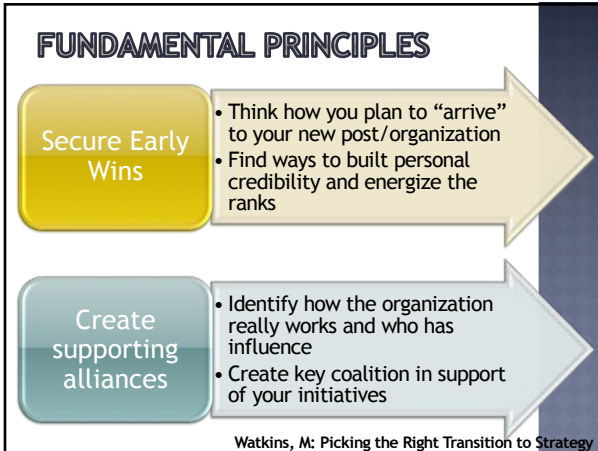 FUNDAMENTAL PRINCIPLES
Secure Early
Wins
• Think how you plan to “arrive”
to your new post/organization
• Find ways to built personal
credibility and energize the
ranks
Create
supporting
alliances
• Identify how the organization
really works and who has
influence
• Create key coalition in support
of your initiatives
Watkins, M: Picking the Right Transition to Strategy